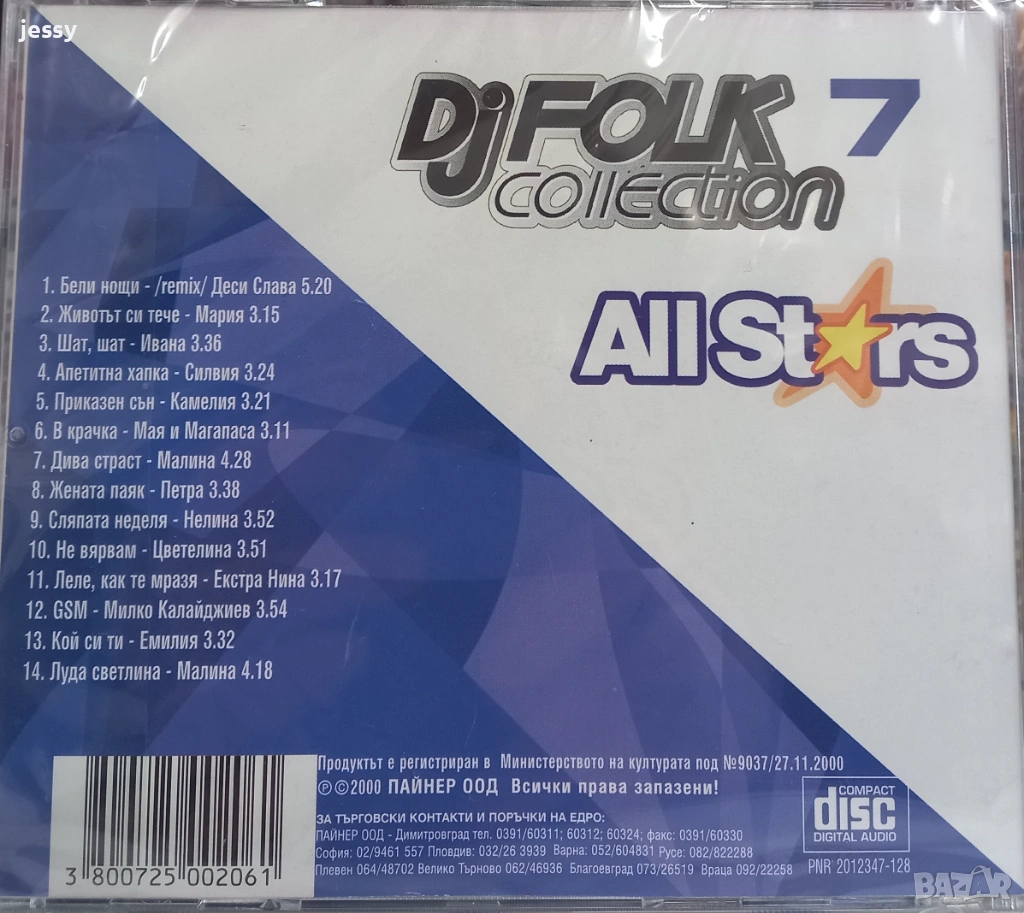 jessy
Dj FOLK 7
collection
All Stars
1. Бели нощи - /remix/ Деси Слава 5.20
2. Животът си тече - Мария 3.15
3. Шат, шат - Ивана 3.36
4. Апетитна хапка - Силвия 3.24
5. Приказен сън - Камелия 3.21
6. В крачка - Мая и Магапаса 3.11
7. Дива страст - Малина 4.28
8. Жената паяк - Петра 3.38
9. Сляпата неделя - Нелина 3.52
10. Не вярвам - Цветелина 3.51
11. Леле, как те мразя - Екстра Нина 3.17
12. GSM - Милко Калайджиев 3.54
13. Кой си ти - Емилия 3.32
14. Луда светлина - Малина 4.18
Продуктът е регистриран в Министерството на културата под №9037/27.11.2000
℗©2000 ПАЙНЕР ООД Всички права запазени!
ЗА ТЪРГОВСКИ КОНТАКТИ И ПОРЪЧКИ НА ЕДРО:
ПАЙНЕР ООД - Димитровград тел. 0391/60311; 60312; 60324; факс: 0391/60330
София: 02/9461 557 Пловдив: 032/26 3939 Варна: 052/604831 Русе: 082/822288
Плевен 064/48702 Велико Търново 062/46936 Благоевград 073/26519 Враца 092/22258
COMPACT
disc
DIGITAL AUDIO
PNR 2012347-128
3 800725 002061
BAZAR